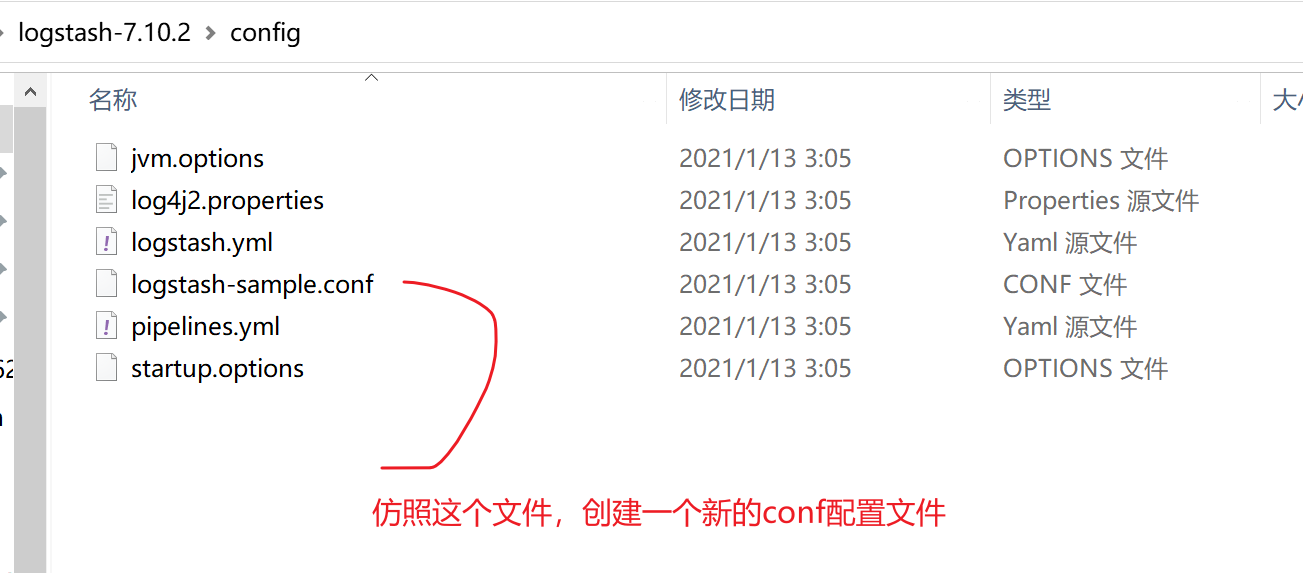 logstash-7.10.2 > config
名称 修改日期 类型
jvm.options 2021/1/13 3:05 OPTIONS 文件
log4j2.properties 2021/1/13 3:05 Properties 源文件
logstash.yml 2021/1/13 3:05 Yaml 源文件
logstash-sample.conf 2021/1/13 3:05 CONF 文件
pipelines.yml 2021/1/13 3:05 Yaml 源文件
startup.options 2021/1/13 3:05 OPTIONS 文件
仿照这个文件，创建一个新的conf配置文件